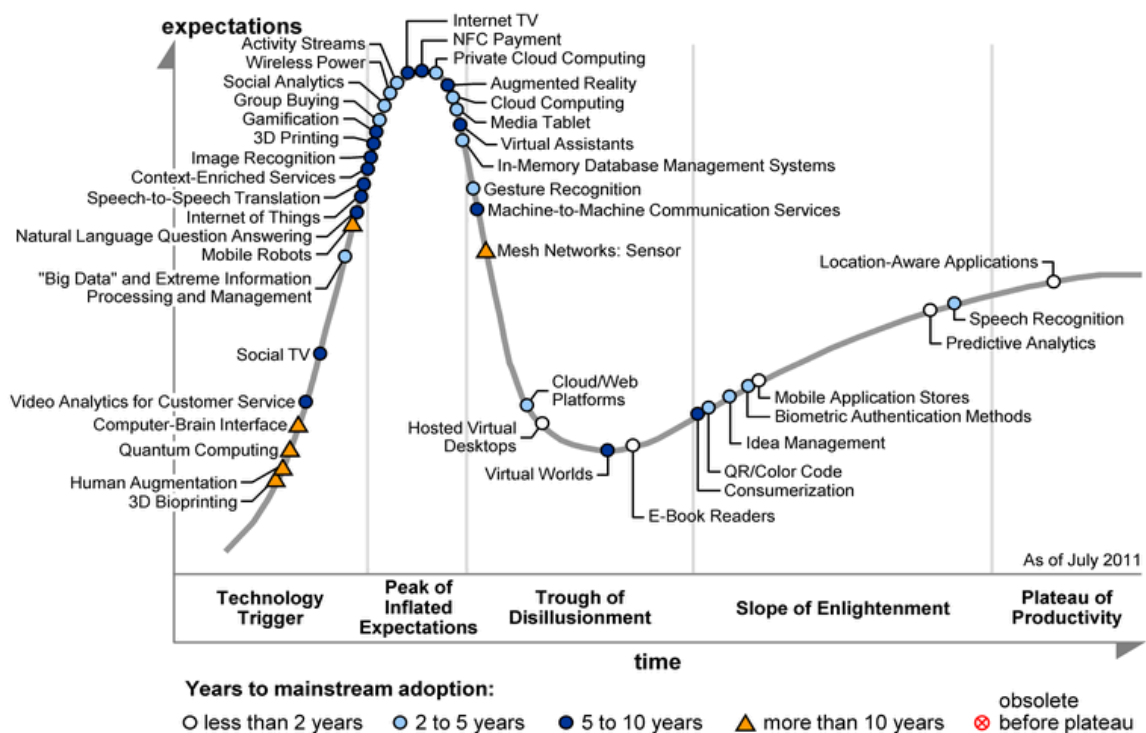 expectations
Activity Streams
Wireless Power
Social Analytics
Group Buying
Gamification
3D Printing
Image Recognition
Context-Enriched Services
Speech-to-Speech Translation
Internet of Things
Natural Language Question Answering
Mobile Robots
"Big Data" and Extreme Information
Processing and Management
Social TV
Video Analytics for Customer Service
Computer-Brain Interface
Quantum Computing
Human Augmentation
3D Bioprinting
Internet TV
NFC Payment
Private Cloud Computing
Augmented Reality
Cloud Computing
Media Tablet
Virtual Assistants
In-Memory Database Management Systems
Gesture Recognition
Machine-to-Machine Communication Services
Mesh Networks: Sensor
Cloud/Web
Platforms
Hosted Virtual
Desktops
Virtual Worlds
E-Book Readers
Consumerization
QR/Color Code
Idea Management
Biometric Authentication Methods
Mobile Application Stores
Predictive Analytics
Speech Recognition
Location-Aware Applications
As of July 2011
Technology
Trigger
Peak of
Inflated
Expectations
Trough of
Disillusionment
Slope of Enlightenment
Plateau of
Productivity
time
Years to mainstream adoption:
less than 2 years
2 to 5 years
5 to 10 years
more than 10 years
obsolete
before plateau